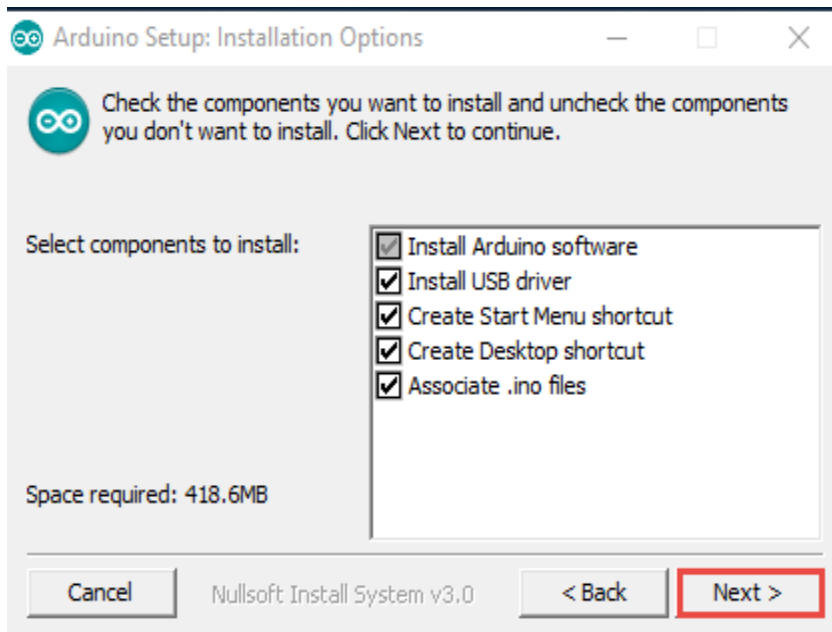 Arduino Setup: Installation Options
Check the components you want to install and uncheck the components
you don't want to install. Click Next to continue.
Select components to install:
Install Arduino software
Install USB driver
Create Start Menu shortcut
Create Desktop shortcut
Associate .ino files
Space required: 418.6MB
Cancel
Nullsoft Install System v3.0
< Back
Next >